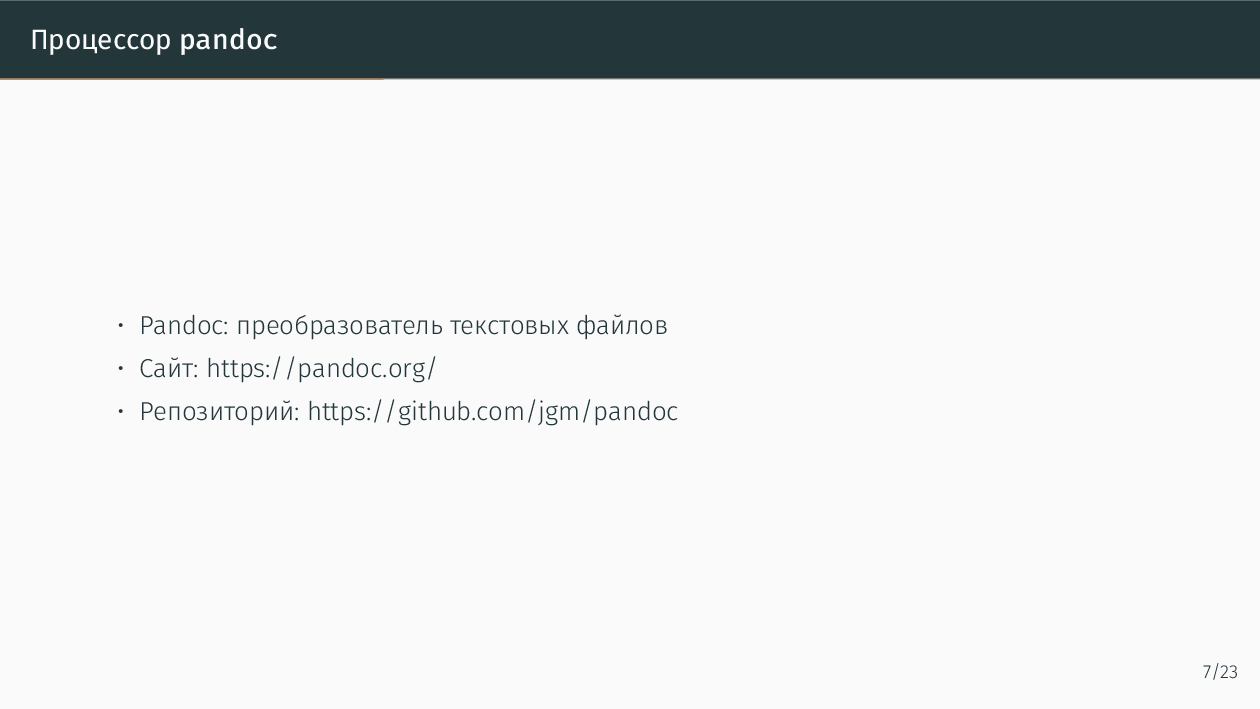 Процессор pandoc
• Pandoc: преобразователь текстовых файлов
• Сайт: https://pandoc.org/
• Репозиторий: https://github.com/jgm/pandoc
7/23